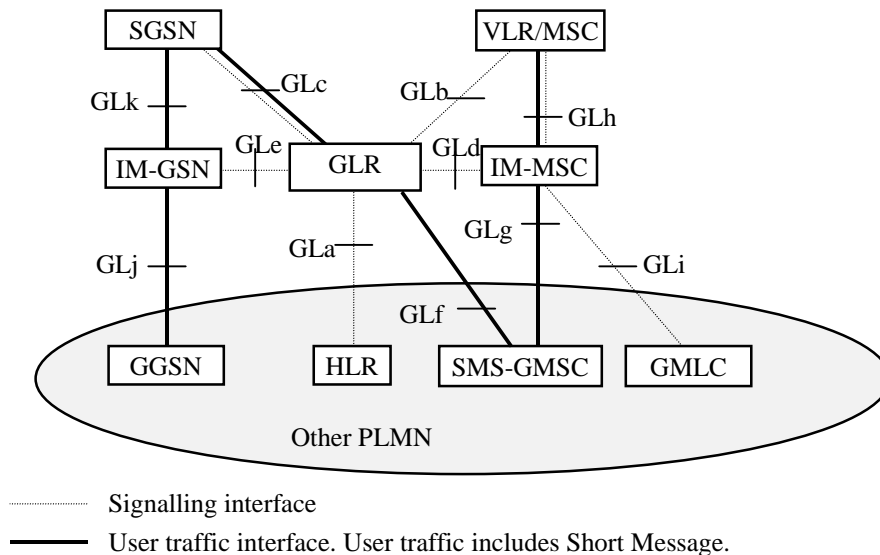 SGSN
VLR/MSC
GLc
GLb
GLk
GLh
GLe
GLd
IM-GSN
GLR
IM-MSC
GLg
GLa
GLj
GLi
GLf
GGSN
HLR
SMS-GMSC
GMLC
Other PLMN
Signalling interface
User traffic interface. User traffic includes Short Message.